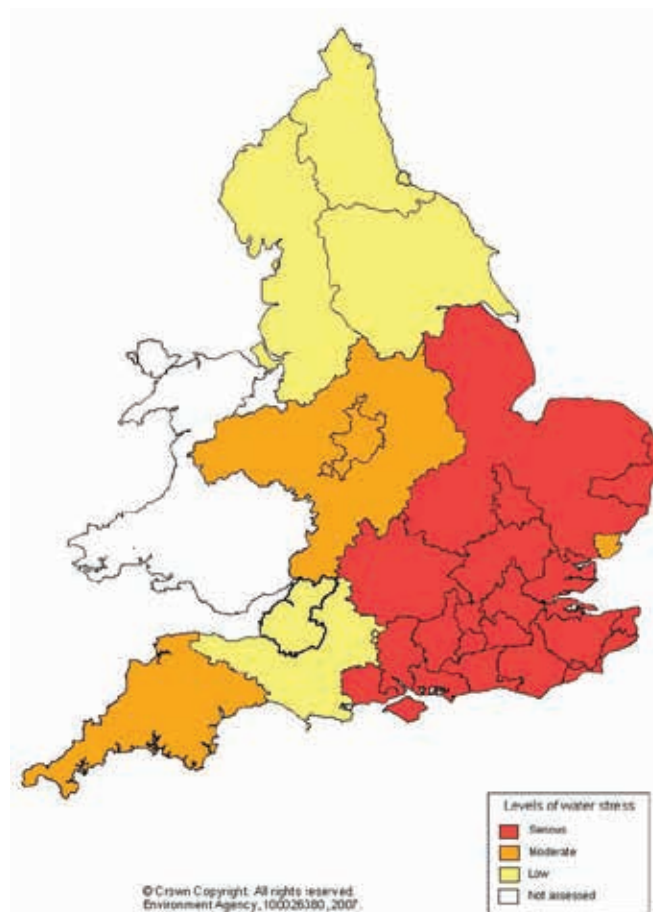 Levels of water stress
Serious
Moderate
Low
Not assessed
© Crown Copyright. All rights reserved.
Environment Agency, 100026380, 2007.